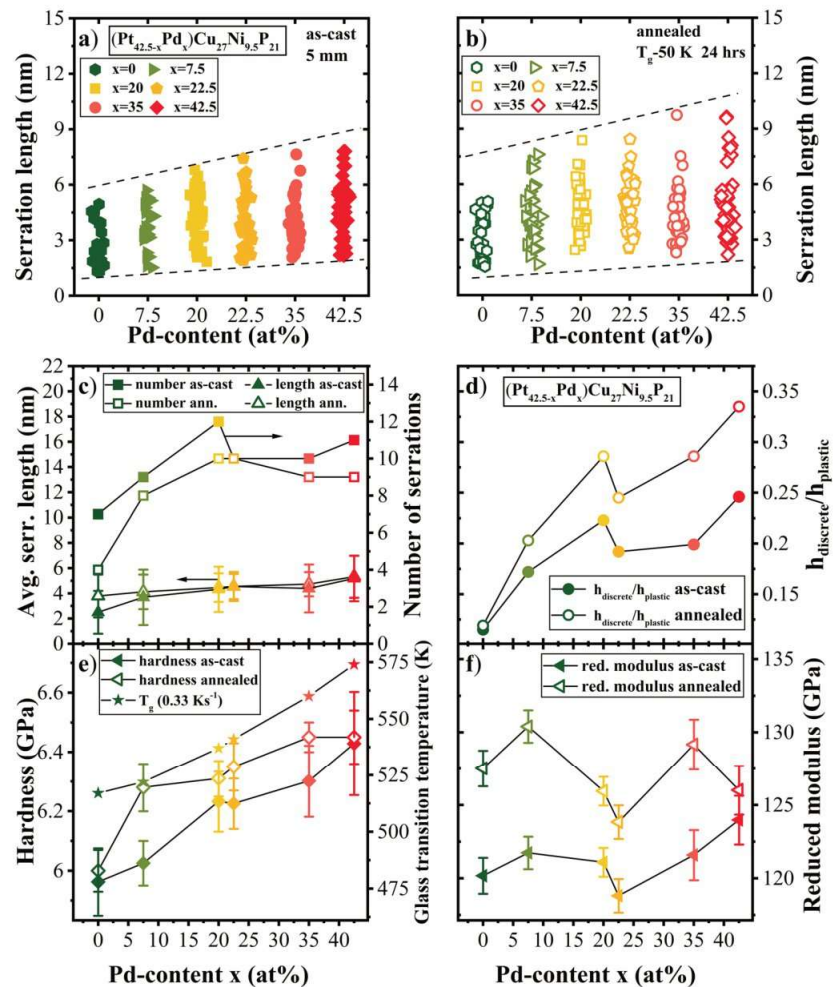 a) (Pt42.5-xPdx)Cu27Ni9.5P21 as-cast
5 mm
x=0 x=7.5
x=20 x=22.5
x=35 x=42.5
15
12
9
6
3
0
Serration length (nm)
0 7.5 20 22.5 35 42.5
Pd-content (at%)
b) annealed
Tg-50 K 24 hrs
x=0 x=7.5
x=20 x=22.5
x=35 x=42.5
15
12
9
6
3
0
Serration length (nm)
0 7.5 20 22.5 35 42.5
Pd-content (at%)
c)
number as-cast length as-cast
number ann. length ann.
22
20
18
16
14
12
10
8
6
4
2
0
Avg. serr. length (nm)
14
12
10
8
6
4
2
0
Number of serrations
d) (Pt42.5-xPdx)Cu27Ni9.5P21
hdiscrete/hplastic as-cast
hdiscrete/hplastic annealed
0.35
0.3
0.25
0.2
0.15
0.1
hdiscrete/hplastic
e)
hardness as-cast
hardness annealed
Tg (0.33 Ks-1)
6.6
6.4
6.2
6
Hardness (GPa)
575
550
525
500
475
Glass transition temperature (K)
0 5 10 15 20 25 30 35 40
Pd-content x (at%)
f)
red. modulus as-cast
red. modulus annealed
135
130
125
120
Reduced modulus (GPa)
0 5 10 15 20 25 30 35 40
Pd-content x (at%)